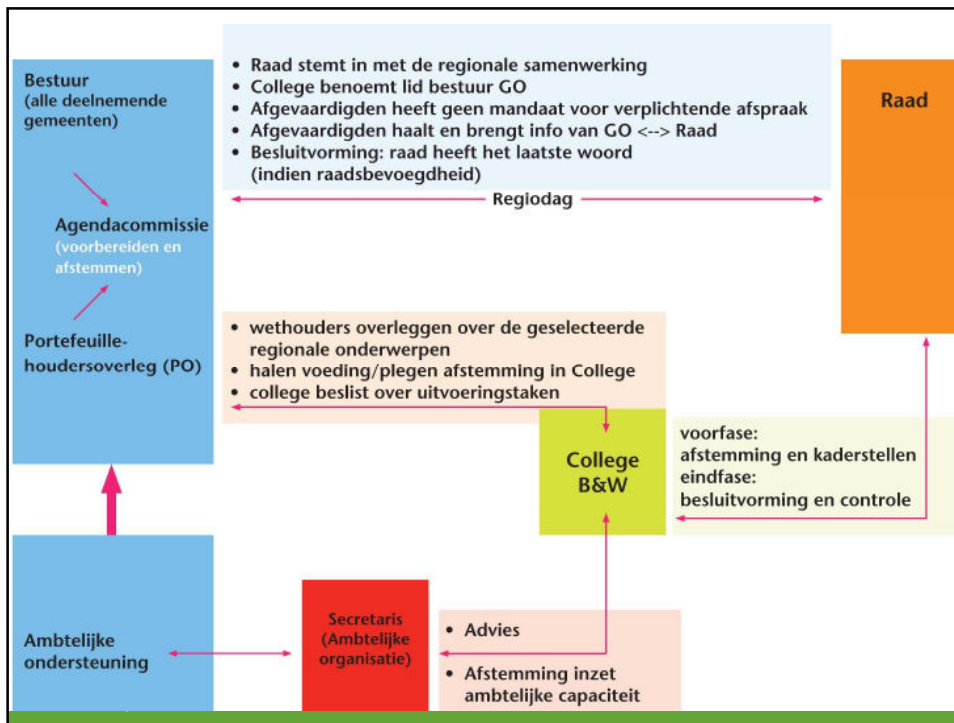 Bestuur
(alle deelnemende
gemeenten)
Agendacommissie
(voorbereiden en
afstemmen)
Portefeuille-
houdersoverleg (PO)
• Raad stemt in met de regionale samenwerking
• College benoemt lid bestuur GO
• Afgevaardigden heeft geen mandaat voor verplichtende afspraak
• Afgevaardigden haalt en brengt info van GO <--> Raad
• Besluitvorming: raad heeft het laatste woord
(indien raadsbevoegdheid)
Regiodag
Raad
• wethouders overleggen over de geselecteerde
regionale onderwerpen
• halen voeding/plegen afstemming in College
• college beslist over uitvoeringstaken
College
B&W
voorfase:
afstemming en kaderstellen
eindfase:
besluitvorming en controle
Ambtelijke
ondersteuning
Secretaris
(Ambtelijke
organisatie)
• Advies
• Afstemming inzet
ambtelijke capaciteit